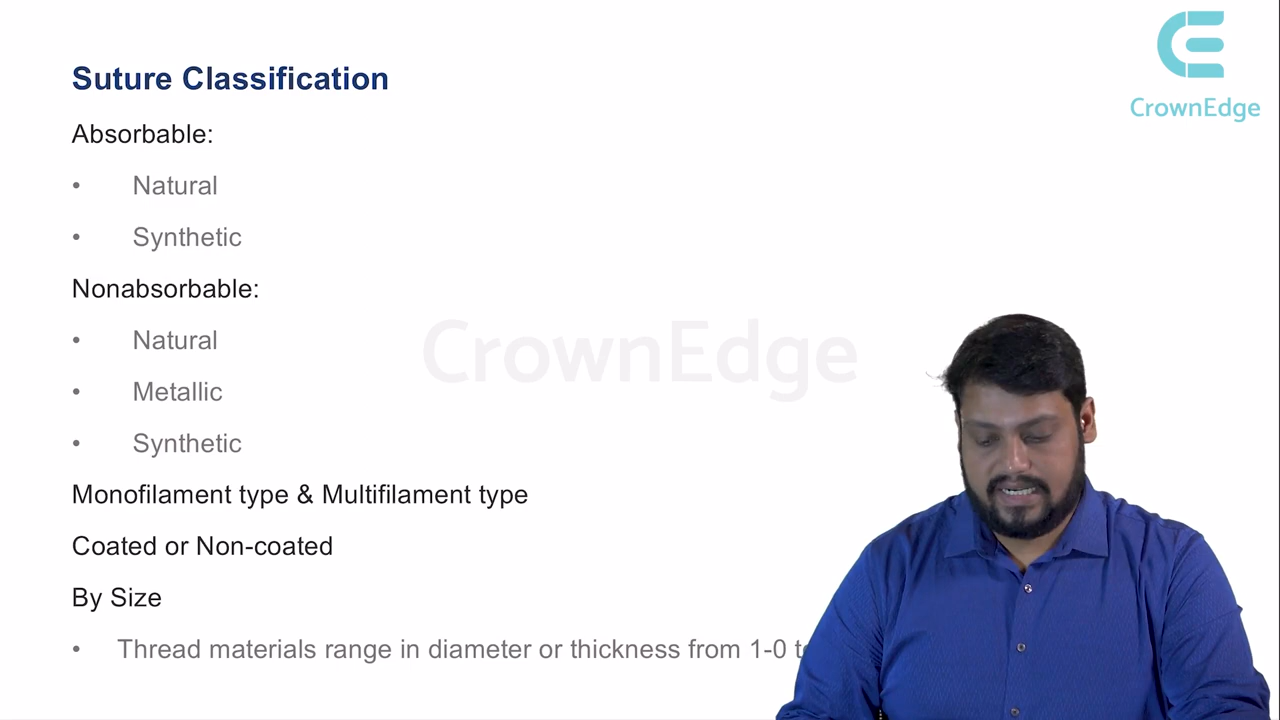 Suture Classification
CrownEdge
Absorbable:
• Natural
• Synthetic
Nonabsorbable:
• Natural
• Metallic
• Synthetic
CrownEdge
Monofilament type & Multifilament type
Coated or Non-coated
By Size
• Thread materials range in diameter or thickness from 1-0